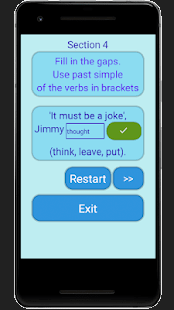 Section 4
Fill in the gaps.
Use past simple
of the verbs in brackets
'It must be a joke',
Jimmy thought ✓
(think, leave, put).
Restart >>
Exit